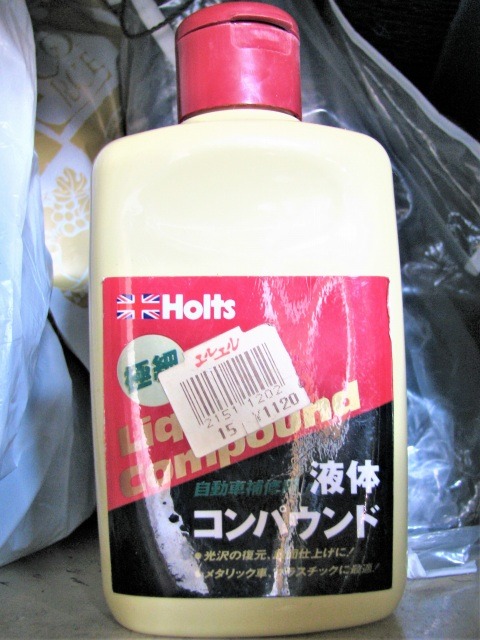 Holts
極細
エルエル
2151 1202
15 ¥1120
Liquid
Compound
自動車補修用 液体
コンパウンド
● 光沢の復元、表面仕上げに!
● メタリック車、プラスチックに最適!